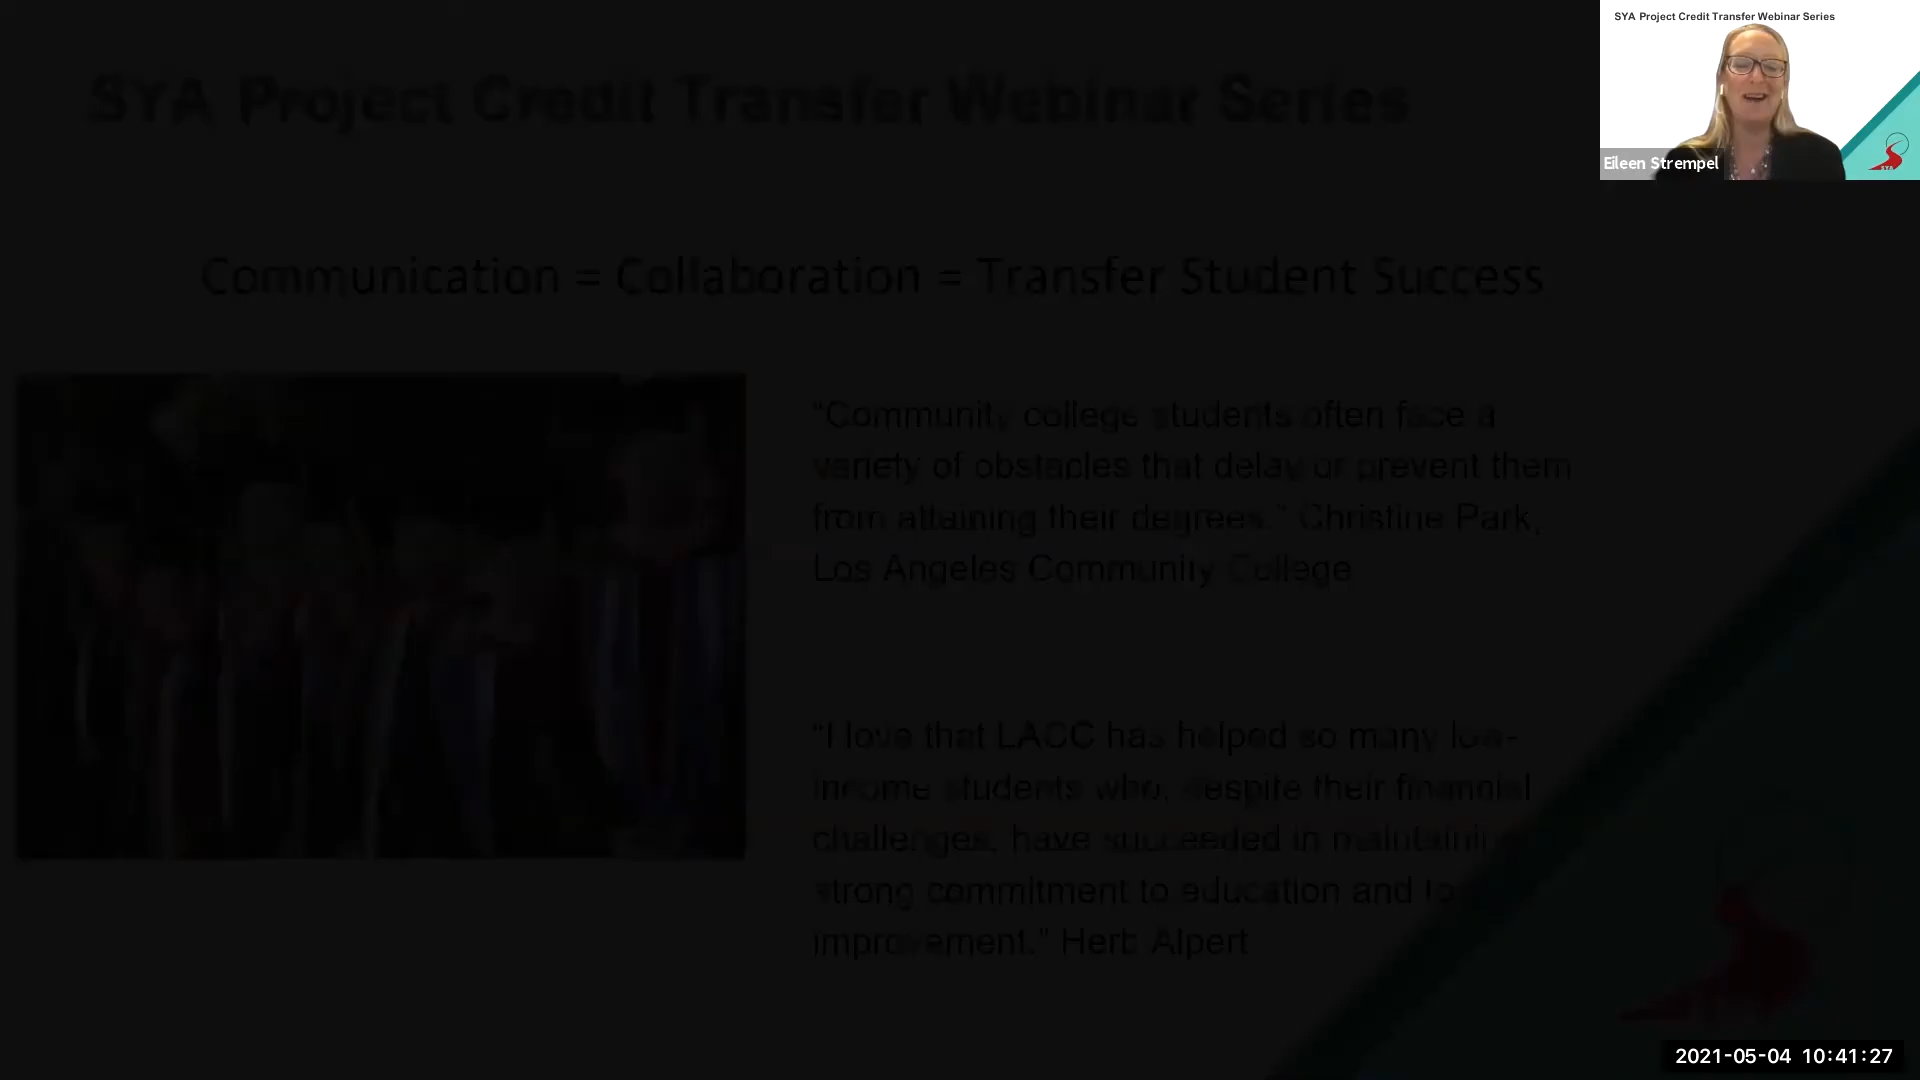 SYA Project Credit Transfer Webinar Series
SYA Project Credit Transfer Webinar Series
Eileen Strempel
Communication = Collaboration = Transfer Student Success
“Community college students often face a
variety of obstacles that delay or prevent them
from attaining their degrees.” Christine Park,
Los Angeles Community College
“I love that LACC has helped so many low-
income students who, despite their financial
challenges, have succeeded in maintaining
strong commitment to education and to
improvement.” Herb Alpert
2021-05-04 10:41:27